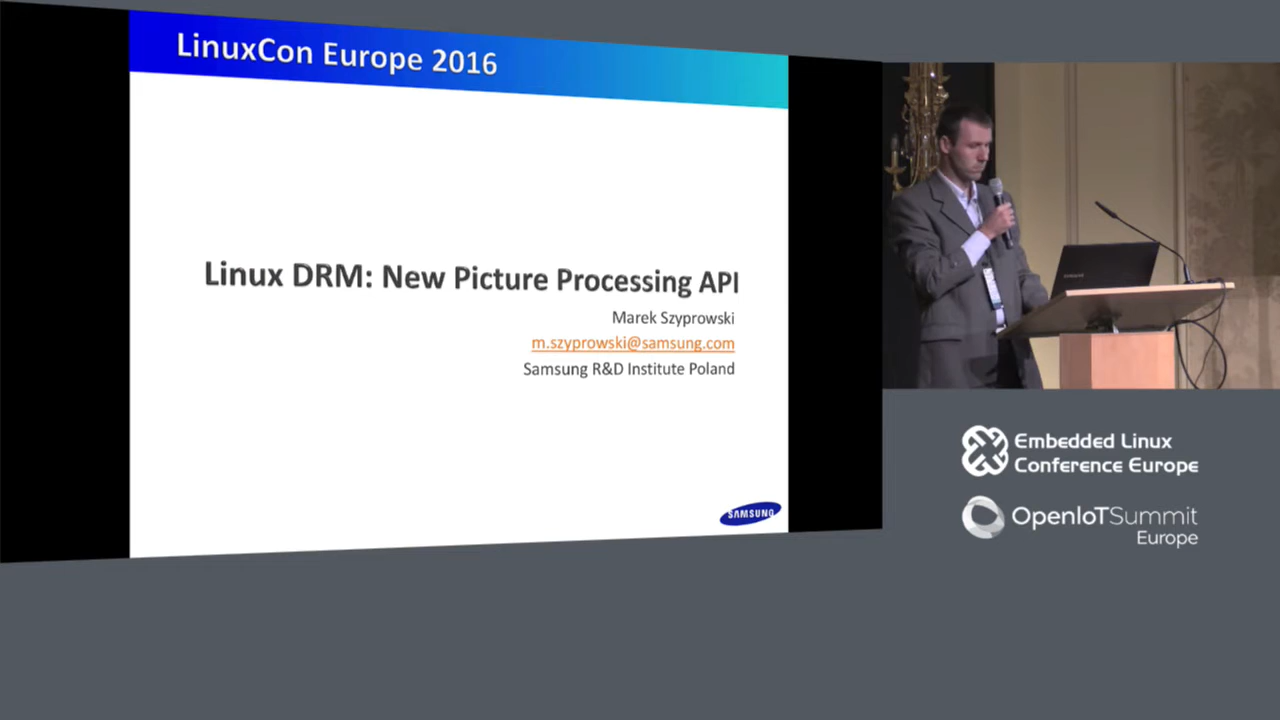 LinuxCon Europe 2016
Linux DRM: New Picture Processing API
Marek Szyprowski
m.szyprowski@samsung.com
Samsung R&D Institute Poland
SAMSUNG
SAMSUNG
Embedded Linux
Conference Europe
OpenIoTSummit
Europe